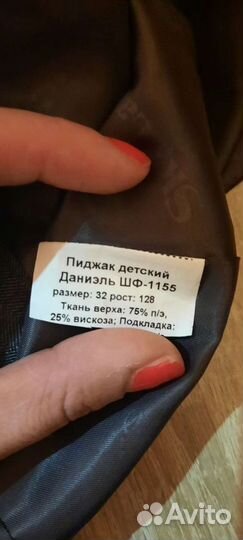 Пиджак детский
Даниэль ШФ-1155
размер: 32 рост: 128
Ткань верха: 75% п/э,
25% вискоза; Подкладка:
Avito